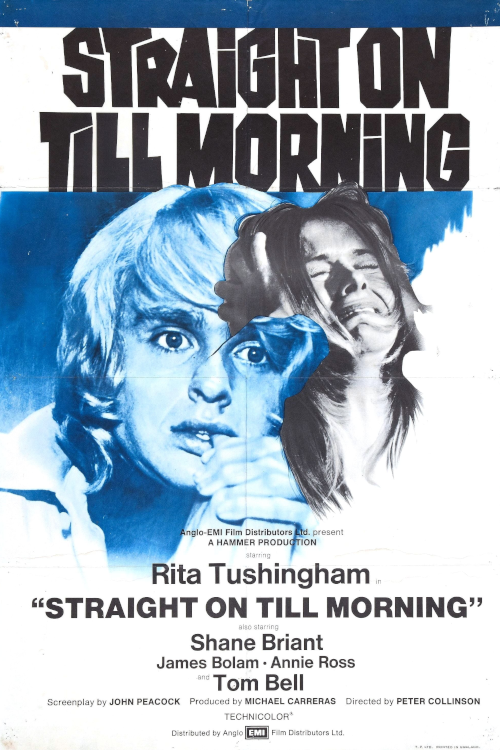 STRAiGHT ON
TiLL MORNiNG
Anglo-EMI Film Distributors Ltd. present
A HAMMER PRODUCTION
starring
Rita Tushingham in
“STRAIGHT ON TILL MORNING”
also starring
Shane Briant
James Bolam · Annie Ross
and Tom Bell
Screenplay by JOHN PEACOCK Produced by MICHAEL CARRERAS Directed by PETER COLLINSON
TECHNICOLOR®
Distributed by Anglo EMI Film Distributors Ltd.